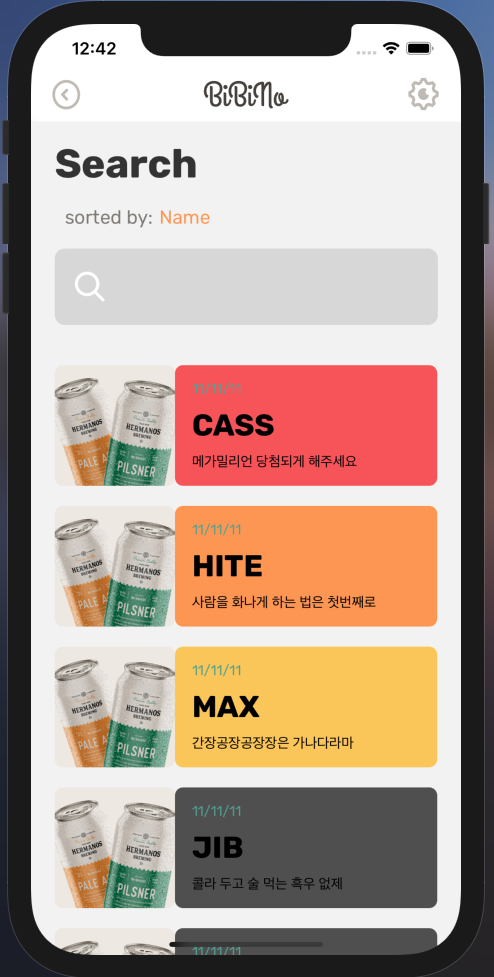 12:42
BiBiNo
Search
sorted by: Name
11/11/11
CASS
메가밀리언 당첨되게 해주세요
HERMANOS
BREWING
PALE A
HERMANOS
BREWING
PILSNER
11/11/11
HITE
사람을 화나게 하는 법은 첫번째로
HERMANOS
BREWING
PALE A
HERMANOS
BREWING
PILSNER
11/11/11
MAX
간장공장공장장은 가나다라마
HERMANOS
BREWING
PALE A
HERMANOS
BREWING
PILSNER
11/11/11
JIB
콜라 두고 술 먹는 흑우 없제
HERMANOS
BREWING
PALE A
HERMANOS
BREWING
PILSNER
11/11/11